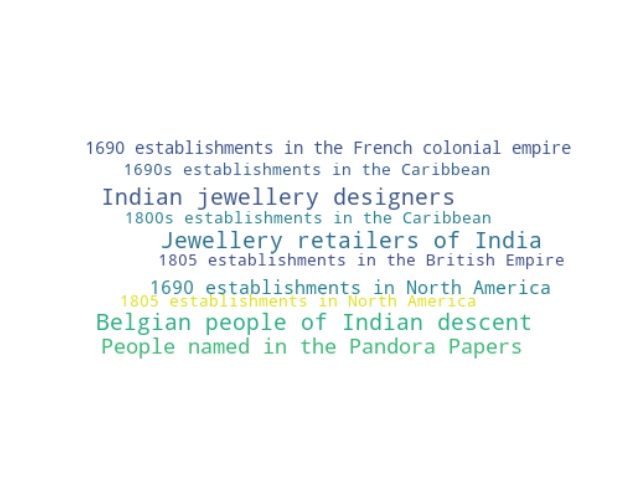 1690 establishments in the French colonial empire
1690s establishments in the Caribbean
Indian jewellery designers
1800s establishments in the Caribbean
Jewellery retailers of India
1805 establishments in the British Empire
1690 establishments in North America
1805 establishments in North America
Belgian people of Indian descent
People named in the Pandora Papers